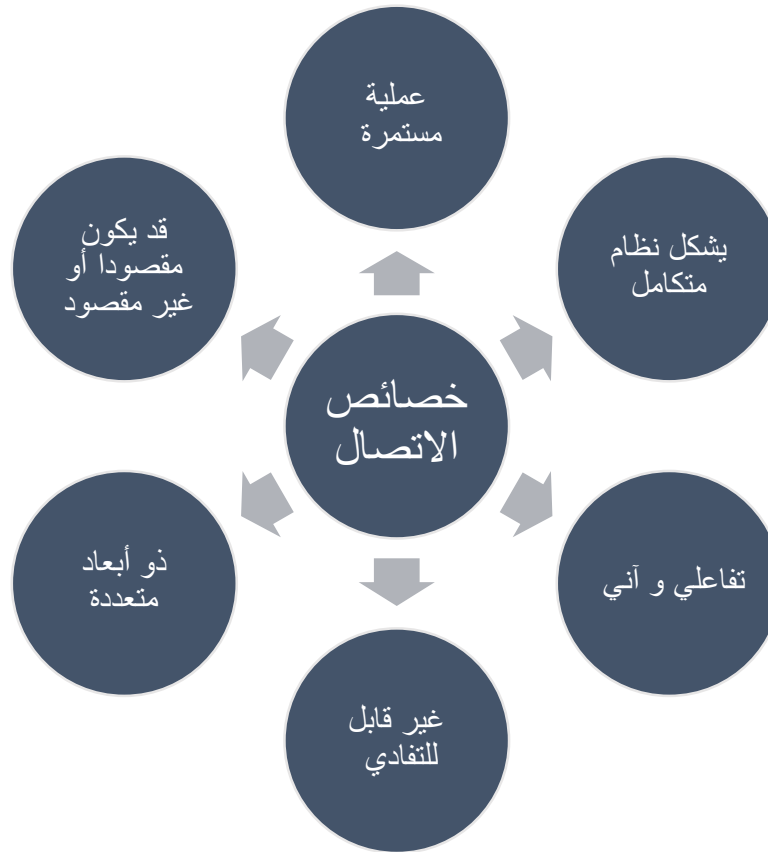 عملية
مستمرة
قد يكون
مقصودا أو
غير مقصود
يشكل نظام
متكامل
خصائص
الاتصال
ذو أبعاد
متعددة
تفاعلي و آني
غير قابل
للتفادي